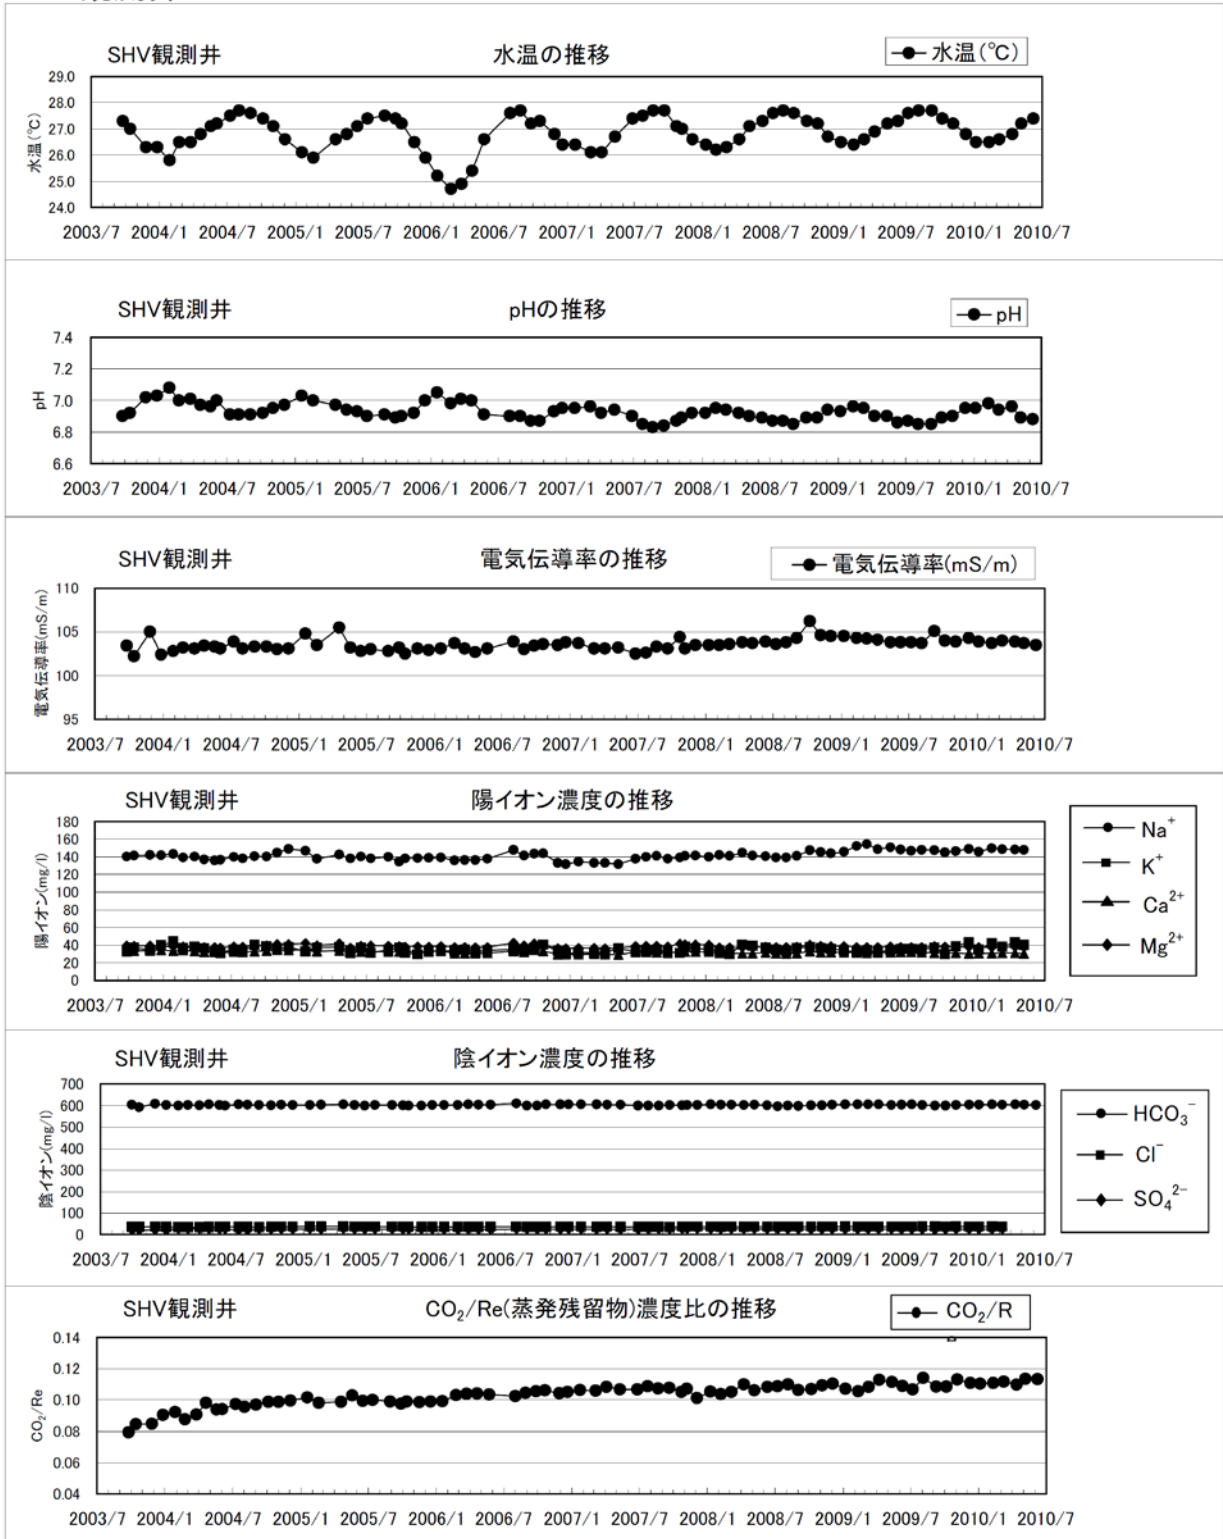 SHV観測井 水温の推移 水温(℃)
29.0
28.0
27.0
26.0
25.0
24.0
水温(℃)
2003/7 2004/1 2004/7 2005/1 2005/7 2006/1 2006/7 2007/1 2007/7 2008/1 2008/7 2009/1 2009/7 2010/1 2010/7
SHV観測井 pHの推移 pH
7.4
7.2
7.0
6.8
6.6
pH
2003/7 2004/1 2004/7 2005/1 2005/7 2006/1 2006/7 2007/1 2007/7 2008/1 2008/7 2009/1 2009/7 2010/1 2010/7
SHV観測井 電気伝導率の推移 電気伝導率(mS/m)
110
105
100
95
電気伝導率(mS/m)
2003/7 2004/1 2004/7 2005/1 2005/7 2006/1 2006/7 2007/1 2007/7 2008/1 2008/7 2009/1 2009/7 2010/1 2010/7
SHV観測井 陽イオン濃度の推移
180
160
140
120
100
80
60
40
20
0
陽イオン(mg/l)
Na⁺
K⁺
Ca²⁺
Mg²⁺
2003/7 2004/1 2004/7 2005/1 2005/7 2006/1 2006/7 2007/1 2007/7 2008/1 2008/7 2009/1 2009/7 2010/1 2010/7
SHV観測井 陰イオン濃度の推移
700
600
500
400
300
200
100
0
陰イオン(mg/l)
HCO₃⁻
Cl⁻
SO₄²⁻
2003/7 2004/1 2004/7 2005/1 2005/7 2006/1 2006/7 2007/1 2007/7 2008/1 2008/7 2009/1 2009/7 2010/1 2010/7
SHV観測井 CO₂/Re(蒸発残留物)濃度比の推移 CO₂/R
0.14
0.12
0.10
0.08
0.06
0.04
CO₂/Re
2003/7 2004/1 2004/7 2005/1 2005/7 2006/1 2006/7 2007/1 2007/7 2008/1 2008/7 2009/1 2009/7 2010/1 2010/7